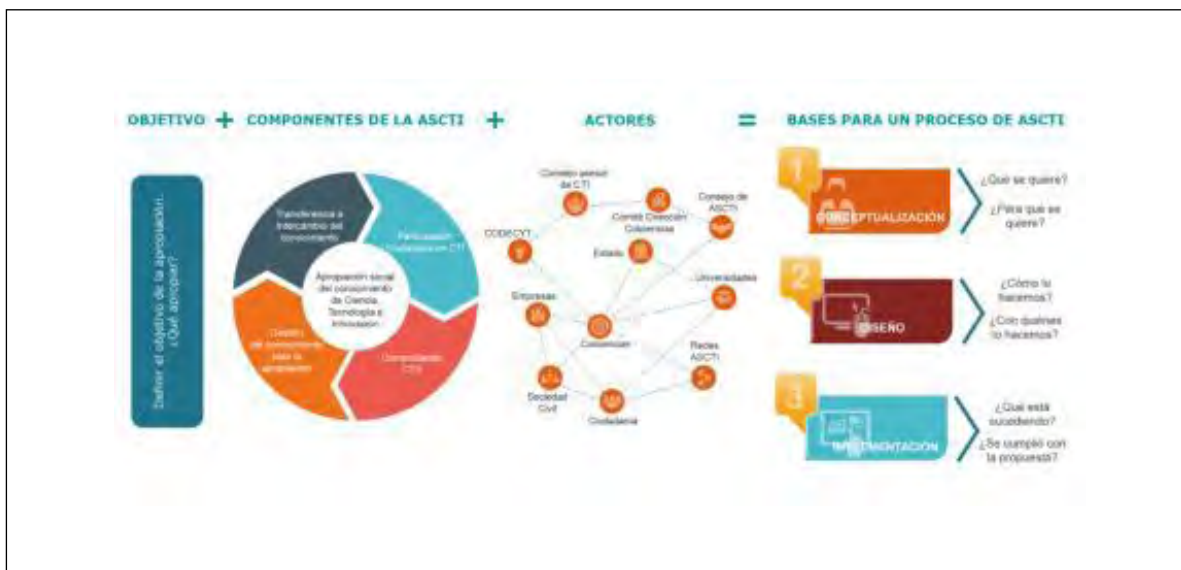 OBJETIVO + COMPONENTES DE LA ASCTI + ACTORES = BASES PARA UN PROCESO DE ASCTI
Definir el objetivo de la apropiación.
¿Qué apropiar?
Transferencia e
intercambio del
conocimiento
Participación
ciudadana en CTI
Apropiación social
del conocimiento
de Ciencia,
Tecnología e
Innovación
Gestión
del conocimiento
para la
apropiación
Comunicación
CTS
Consejo asesor
de CTI
Comité Dirección
Colciencias
Consejo de
ASCTI
CODECYT
Estado
Universidades
Empresas
Colciencias
Redes
ASCTI
Sociedad
Civil
Ciudadanía
1
CONCEPTUALIZACIÓN
¿Qué se quiere?
¿Para qué se
quiere?
2
DISEÑO
¿Cómo lo
hacemos?
¿Con quiénes
lo hacemos?
3
IMPLEMENTACIÓN
¿Qué está
sucediendo?
¿Se cumplió con
la propuesta?